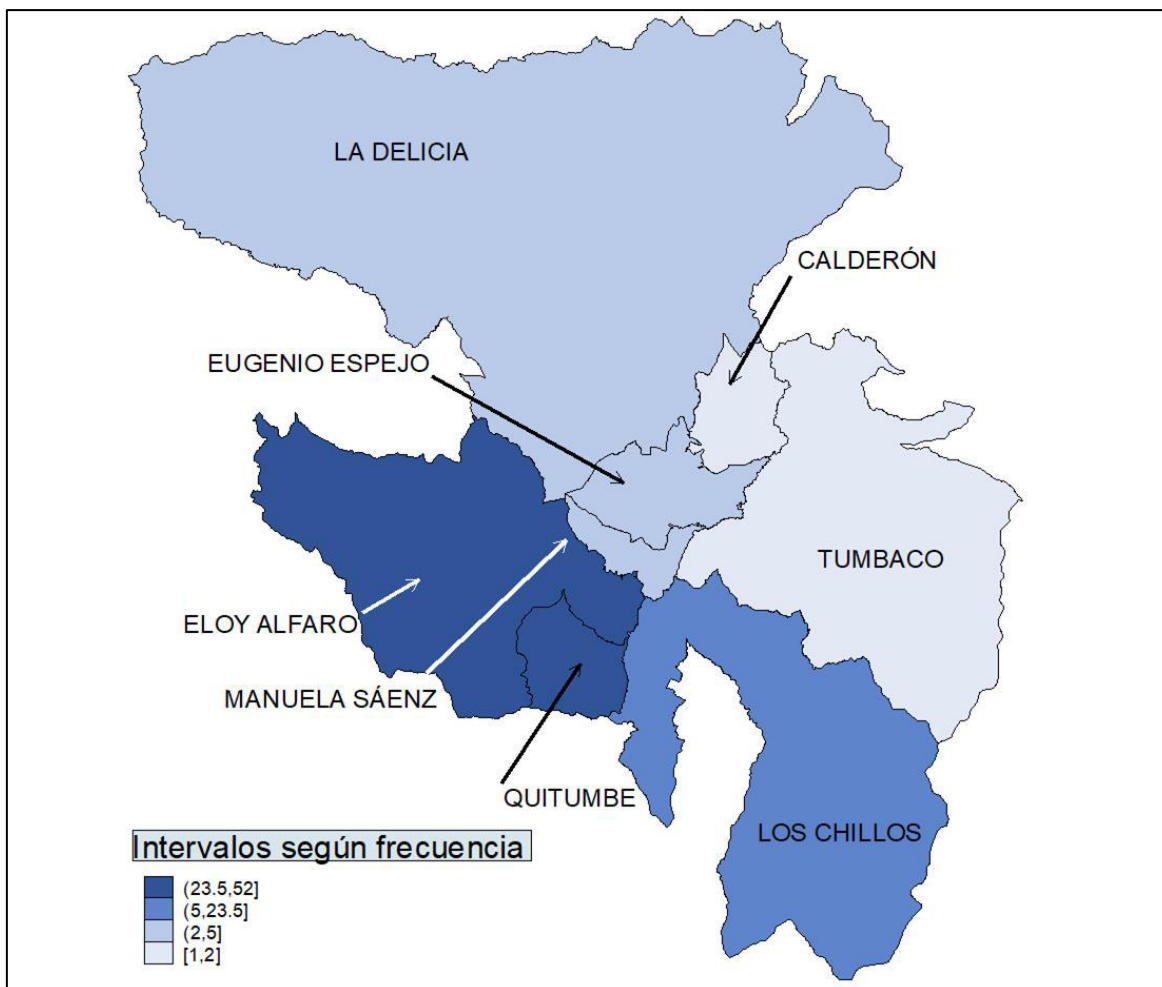 LA DELICIA
CALDERÓN
EUGENIO ESPEJO
TUMBACO
ELOY ALFARO
MANUELA SÁENZ
QUITUMBE
LOS CHILLOS
Intervalos según frecuencia
(23.5,52]
(5,23.5]
(2,5]
[1,2]